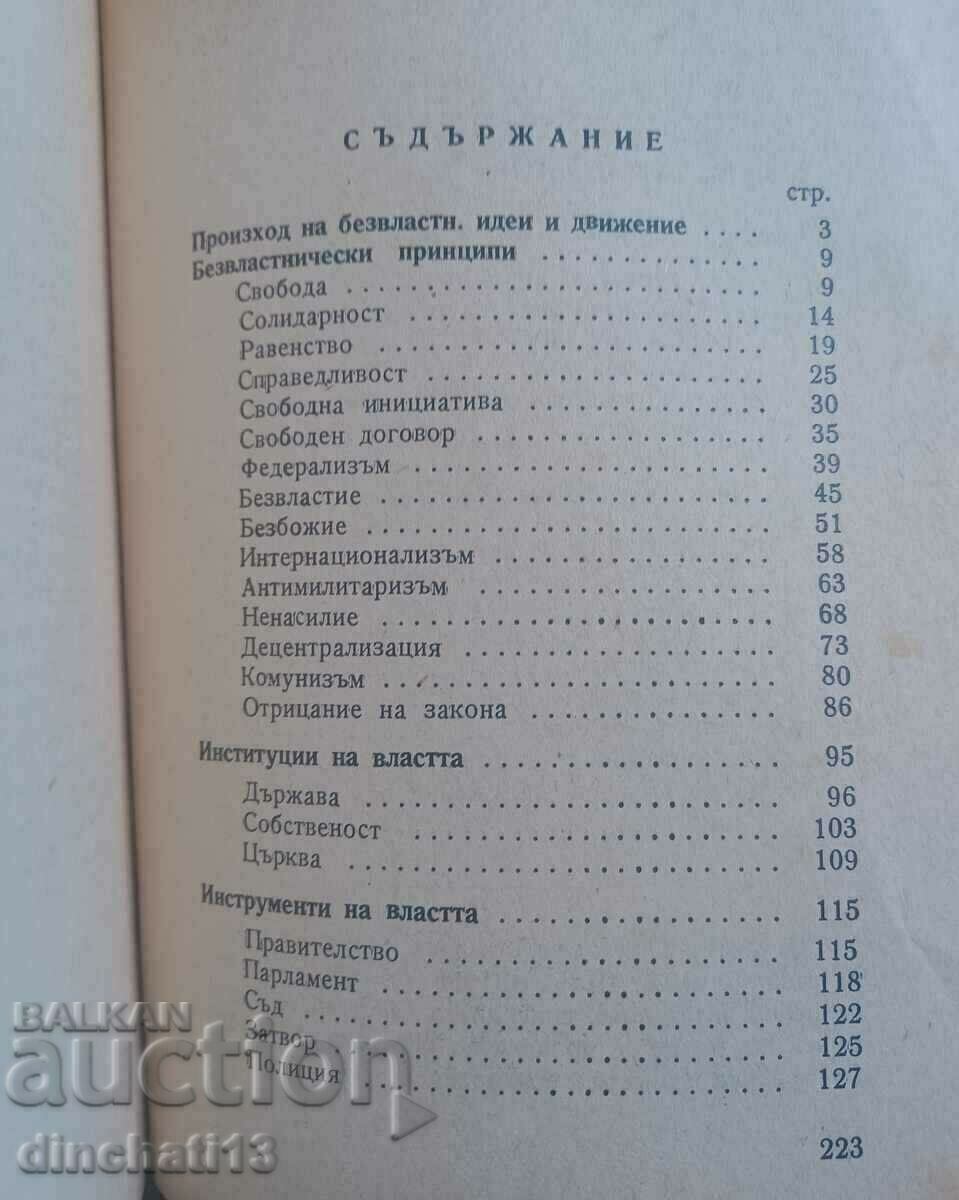 СЪДЪРЖАНИЕ
стр.
Произход на безвластн. идеи и движение .... 3
Безвластнически принципи .............. 9
Свобода .......................... 9
Солидарност ...................... 14
Равенство ........................ 19
Справедливост .................... 25
Свободна инициатива .............. 30
Свободен договор ................. 35
Федерализъм ...................... 39
Безвластие ....................... 45
Безбожие ......................... 51
Интернационализъм ................ 58
Антимилитаризъм .................. 63
Ненасилие ........................ 68
Децентрализация .................. 73
Комунизъм ........................ 80
Отрицание на закона .............. 86
Институции на властта ................ 95
Държава .......................... 96
Собственост ...................... 103
Църква ........................... 109
Инструменти на властта ............... 115
Правителство ..................... 115
Парламент ........................ 118
Съд .............................. 122
Затвор ........................... 125
Полиция .......................... 127
223
BALKAN
auction
dinchati13